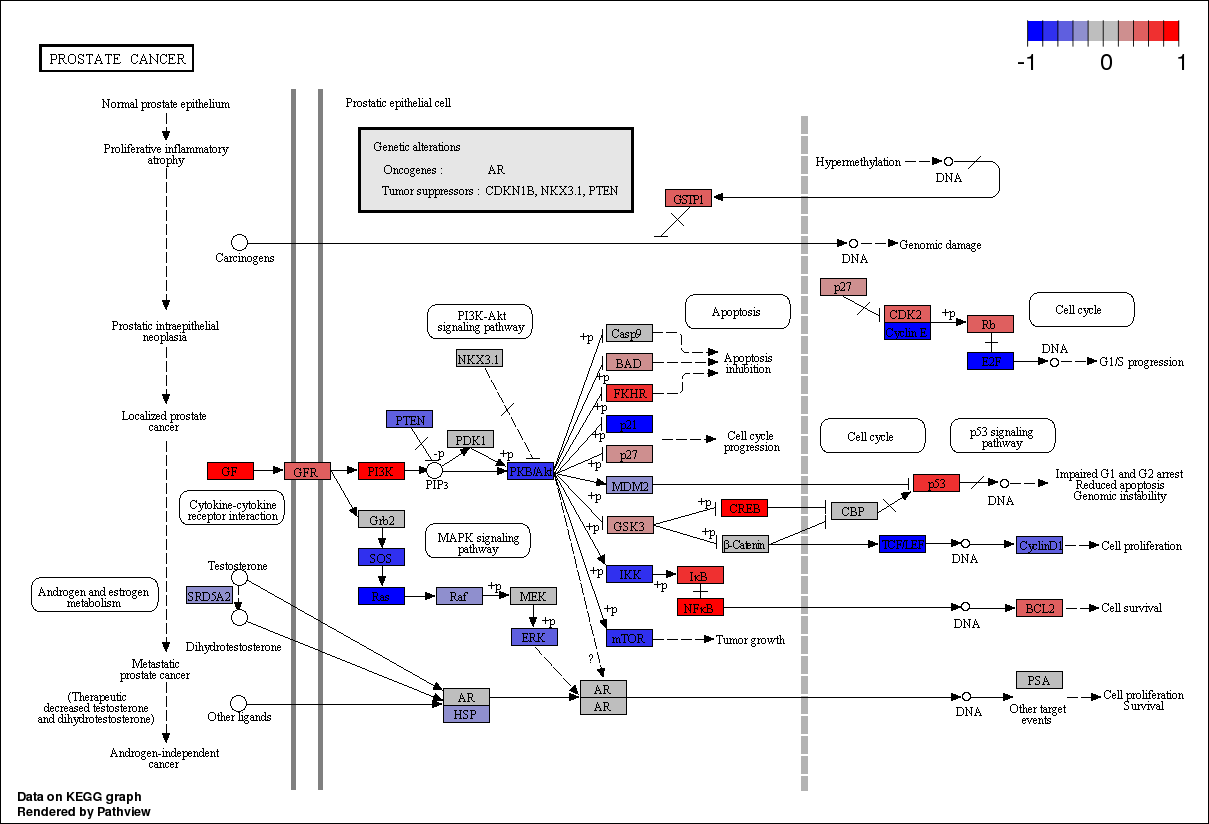 PROSTATE CANCER
-1 0 1
Normal prostate epithelium
Proliferative inflammatory
atrophy
Prostatic intraepithelial
neoplasia
Localized prostate
cancer
Metastatic
prostate cancer
(Therapeutic
decreased testosterone
and dihydrotestosterone)
Androgen-independent
cancer
Prostatic epithelial cell
Genetic alterations
Oncogenes : AR
Tumor suppressors : CDKN1B, NKX3.1, PTEN
Hypermethylation
DNA
GSTP1
Carcinogens
DNA
Genomic damage
p27
CDK2
Cyclin E
+p
Rb
E2F
Cell cycle
DNA
G1/S progression
PI3K-Akt
signaling pathway
NKX3.1
Apoptosis
+p
Casp9
BAD
+p
FKHR
+p
Apoptosis
inhibition
p21
+p
p27
+p
Cell cycle
progression
MDM2
+p
GSK3
Cell cycle
p53 signaling
pathway
PTEN
PDK1
-p
+p
GF
GFR
PI3K
PIP3
PKB/Akt
p53
DNA
Impaired G1 and G2 arrest
Reduced apoptosis
Genomic instability
Cytokine-cytokine
receptor interaction
Grb2
SOS
Ras
MAPK signaling
pathway
Raf
+p
MEK
+p
ERK
+p
CREB
+p
β-Catenin
CBP
TCF/LEF
DNA
CyclinD1
Cell proliferation
+p
IKK
+p
IκB
NFκB
DNA
BCL2
Cell survival
+p
mTOR
Tumor growth
?
Androgen and estrogen
metabolism
Testosterone
SRD5A2
Dihydrotestosterone
Other ligands
AR
HSP
AR
AR
DNA
PSA
Other target
events
Cell proliferation
Survival
Data on KEGG graph
Rendered by Pathview